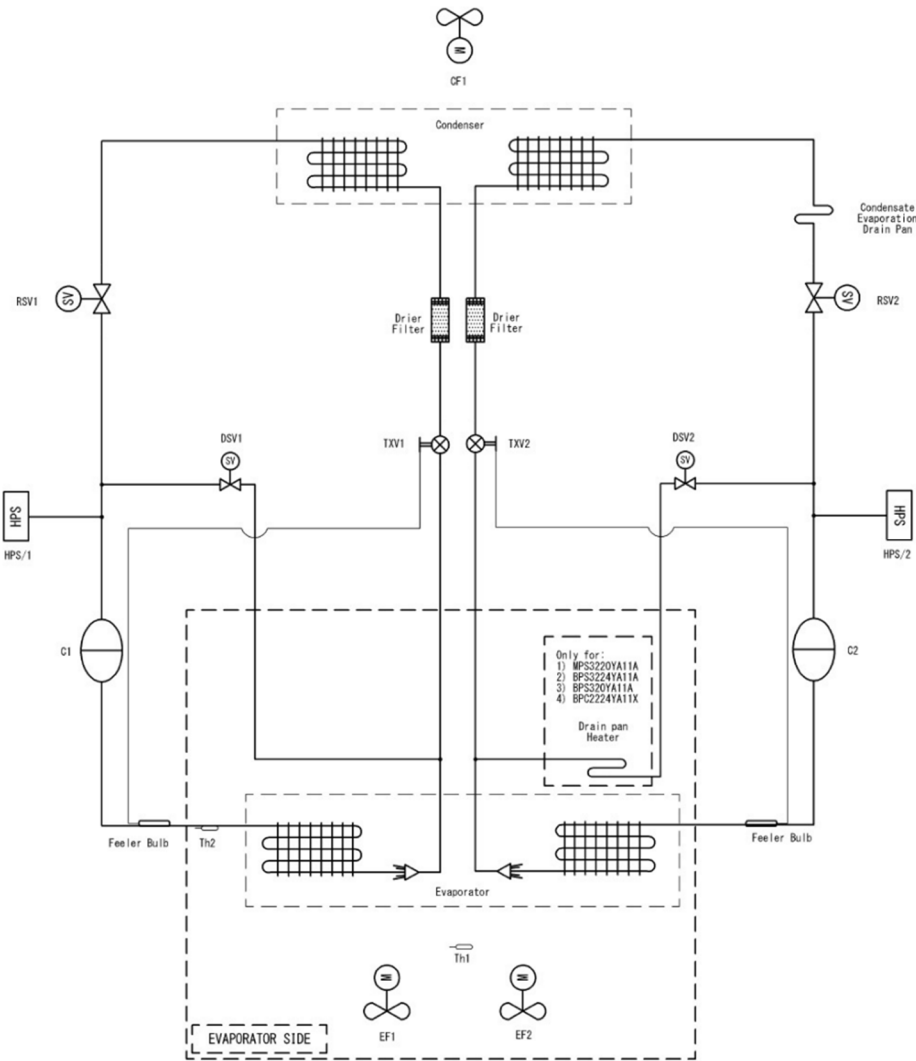 M
CF1
Condenser
Condensate
Evaporation
Drain Pan
RSV1
SV
SV
RSV2
Drier
Filter
Drier
Filter
DSV1
SV
TXV1
TXV2
DSV2
SV
HPS
HPS/1
HPS
HPS/2
C1
C2
Only for:
1) MPS3220YA11A
2) BPS3224YA11A
3) BPS320YA11A
4) BPC2224YA11X
Drain pan
Heater
Feeler Bulb
Th2
Feeler Bulb
Evaporator
Th1
M
M
EF1
EF2
EVAPORATOR SIDE